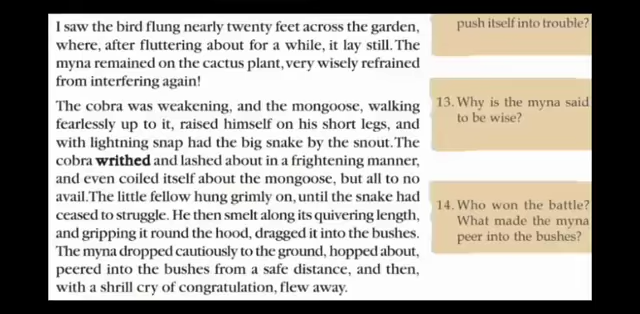 I saw the bird flung nearly twenty feet across the garden,
where, after fluttering about for a while, it lay still. The
myna remained on the cactus plant, very wisely refrained
from interfering again!
The cobra was weakening, and the mongoose, walking
fearlessly up to it, raised himself on his short legs, and
with lightning snap had the big snake by the snout. The
cobra writhed and lashed about in a frightening manner,
and even coiled itself about the mongoose, but all to no
avail. The little fellow hung grimly on, until the snake had
ceased to struggle. He then smelt along its quivering length,
and gripping it round the hood, dragged it into the bushes.
The myna dropped cautiously to the ground, hopped about,
peered into the bushes from a safe distance, and then,
with a shrill cry of congratulation, flew away.
push itself into trouble?
13. Why is the myna said
to be wise?
14. Who won the battle?
What made the myna
peer into the bushes?